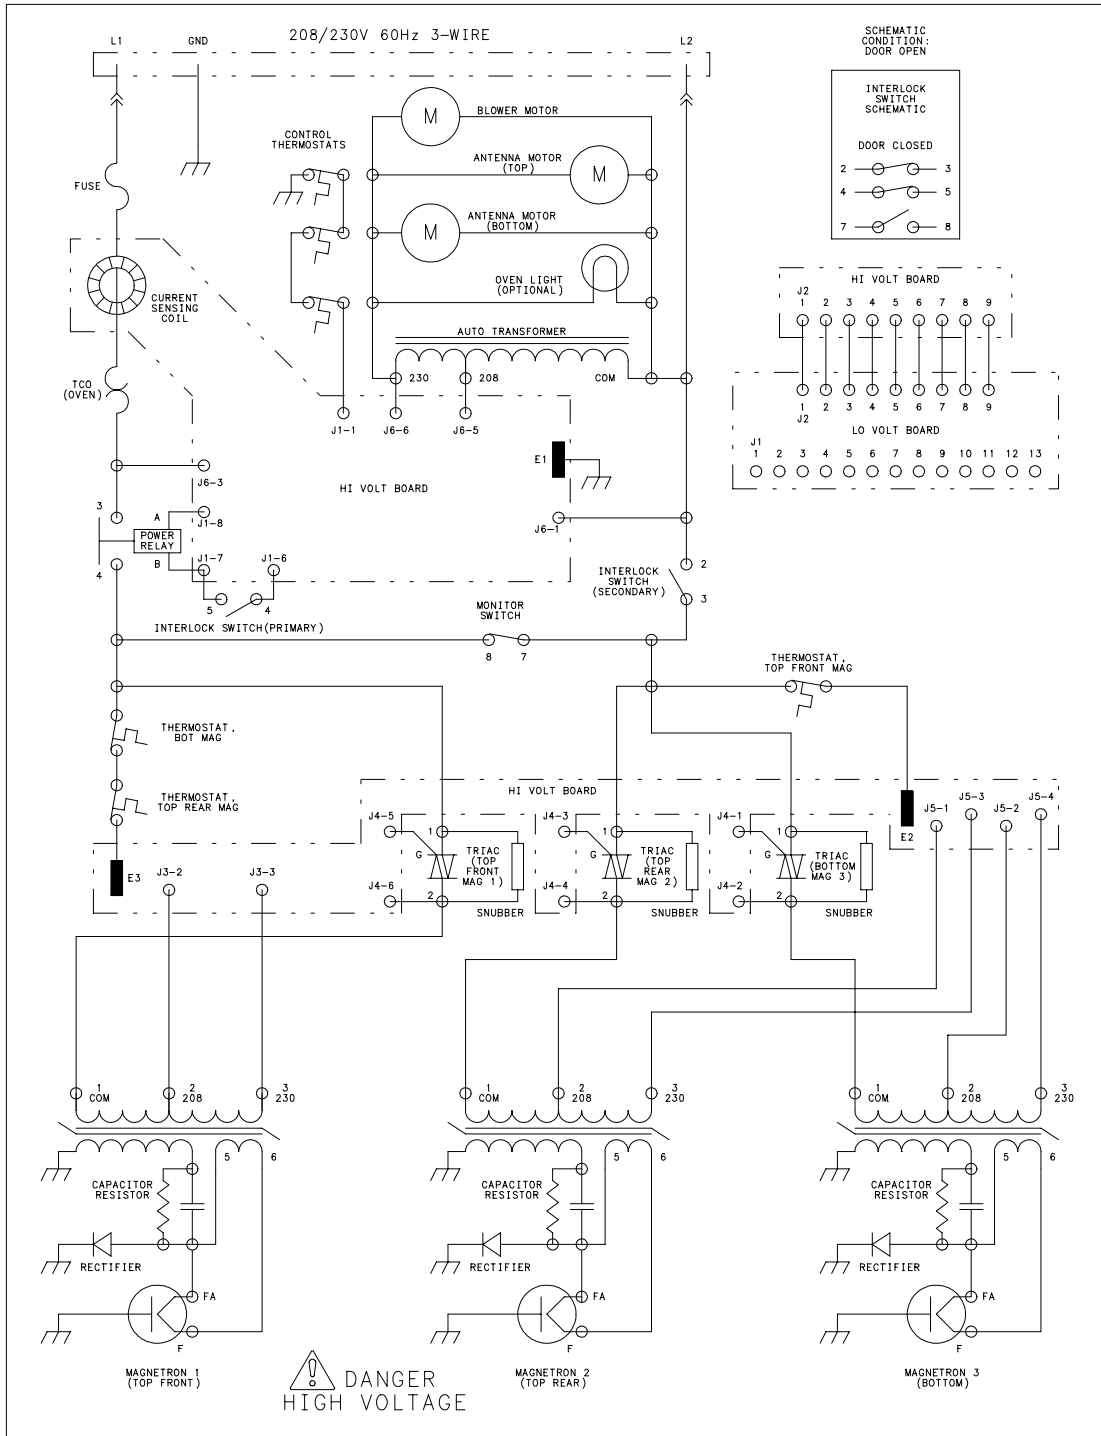 208/230V 60Hz 3-WIRE
L1
GND
L2
SCHEMATIC
CONDITION:
DOOR OPEN
INTERLOCK
SWITCH
SCHEMATIC
DOOR CLOSED
2 3
4 5
7 8
M
BLOWER MOTOR
CONTROL
THERMOSTATS
ANTENNA MOTOR
(TOP)
M
FUSE
ANTENNA MOTOR
(BOTTOM)
M
OVEN LIGHT
(OPTIONAL)
CURRENT
SENSING
COIL
AUTO TRANSFORMER
230
208
COM
TCO
(OVEN)
J1-1
J6-6
J6-5
HI VOLT BOARD
J2
1 2 3 4 5 6 7 8 9
1 2 3 4 5 6 7 8 9
J2
LO VOLT BOARD
J1
1 2 3 4 5 6 7 8 9 10 11 12 13
E1
HI VOLT BOARD
J6-3
J6-1
3
A
J1-8
POWER
RELAY
B
J1-7
J1-6
4
5
4
INTERLOCK SWITCH(PRIMARY)
INTERLOCK
SWITCH
(SECONDARY)
2
3
MONITOR
SWITCH
8 7
THERMOSTAT,
TOP FRONT MAG
THERMOSTAT,
BOT MAG
THERMOSTAT,
TOP REAR MAG
HI VOLT BOARD
E3
J3-2
J3-3
J4-5
1
G
TRIAC
(TOP
FRONT
MAG 1)
J4-6
2
SNUBBER
J4-3
1
G
TRIAC
(TOP
REAR
MAG 2)
J4-4
2
SNUBBER
J4-1
1
G
TRIAC
(BOTTOM
MAG 3)
J4-2
2
SNUBBER
E2
J5-1
J5-3
J5-2
J5-4
1
COM
2
208
3
230
5
6
CAPACITOR
RESISTOR
RECTIFIER
FA
F
MAGNETRON 1
(TOP FRONT)
1
COM
2
208
3
230
5
6
CAPACITOR
RESISTOR
RECTIFIER
FA
F
MAGNETRON 2
(TOP REAR)
1
COM
2
208
3
230
5
6
CAPACITOR
RESISTOR
RECTIFIER
FA
F
MAGNETRON 3
(BOTTOM)
! DANGER
HIGH VOLTAGE